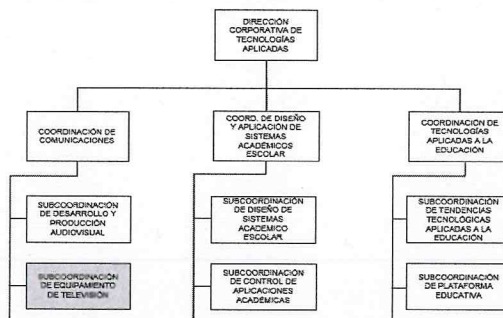 DIRECCIÓN
CORPORATIVA DE
TECNOLOGÍAS
APLICADAS
COORDINACIÓN DE
COMUNICACIONES
COORD. DE DISEÑO
Y APLICACIÓN DE
SISTEMAS
ACADÉMICOS
ESCOLAR
COORDINACIÓN DE
TECNOLOGÍAS
APLICADAS A LA
EDUCACIÓN
SUBCOORDINACIÓN
DE DESARROLLO Y
PRODUCCIÓN
AUDIOVISUAL
SUBCOORDINACIÓN
DE DISEÑO DE
SISTEMAS
ACADEMICO
ESCOLAR
SUBCOORDINACIÓN
DE TENDENCIAS
TECNOLÓGICAS
APLICADAS A LA
EDUCACIÓN
SUBCOORDINACIÓN
DE EQUIPAMIENTO
DE TELEVISIÓN
SUBCOORDINACIÓN
DE CONTROL DE
APLICACIONES
ACADÉMICAS
SUBCOORDINACIÓN
DE PLATAFORMA
EDUCATIVA